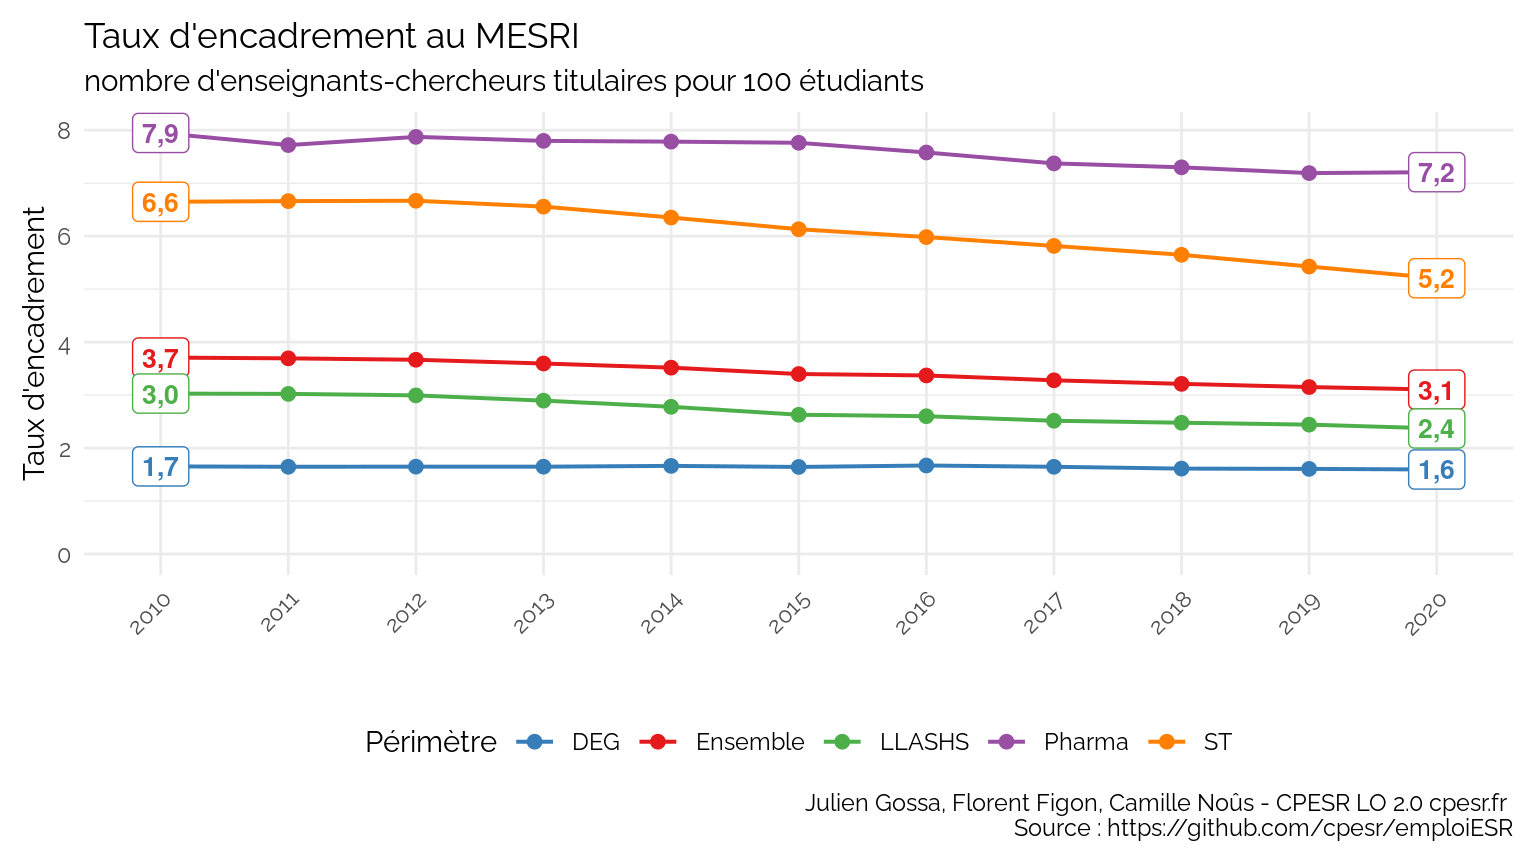 Taux d'encadrement au MESRI
nombre d'enseignants-chercheurs titulaires pour 100 étudiants
Taux d'encadrement
8
6
4
2
0
7,9
7,2
6,6
5,2
3,7
3,1
3,0
2,4
1,7
1,6
2010 2011 2012 2013 2014 2015 2016 2017 2018 2019 2020
Périmètre DEG Ensemble LLASHS Pharma ST
Julien Gossa, Florent Figon, Camille Noûs - CPESR LO 2.0 cpesr.fr
Source : https://github.com/cpesr/emploiESR